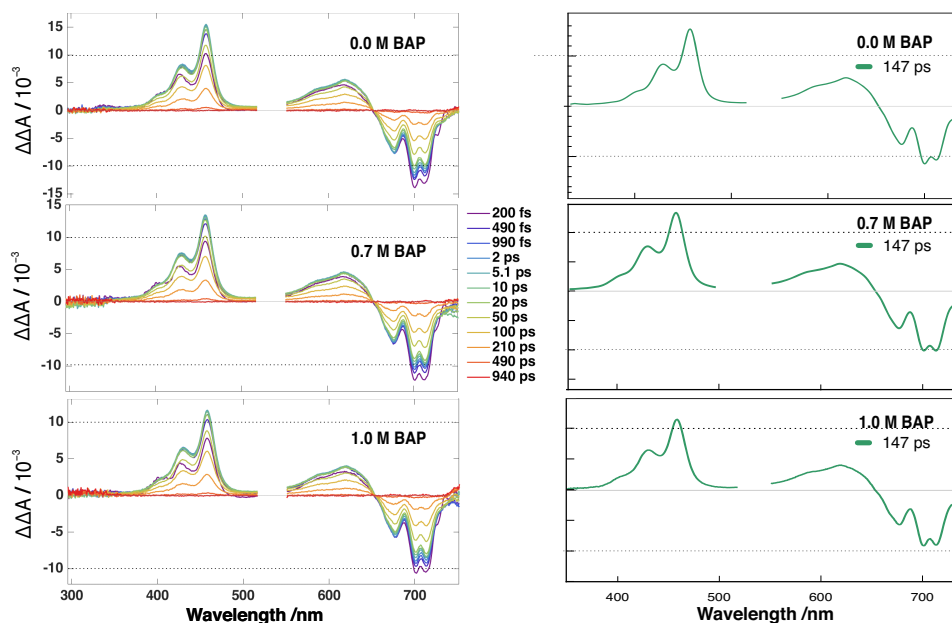 15
10
5
0
-5
-10
-15
ΔΔA / 10⁻³
0.0 M BAP
0.0 M BAP
147 ps
15
10
5
0
-5
-10
ΔΔA / 10⁻³
0.7 M BAP
200 fs
490 fs
990 fs
2 ps
5.1 ps
10 ps
20 ps
50 ps
100 ps
210 ps
490 ps
940 ps
0.7 M BAP
147 ps
10
5
0
-5
-10
ΔΔA / 10⁻³
1.0 M BAP
300 400 500 600 700
Wavelength /nm
1.0 M BAP
147 ps
400 500 600 700
Wavelength /nm